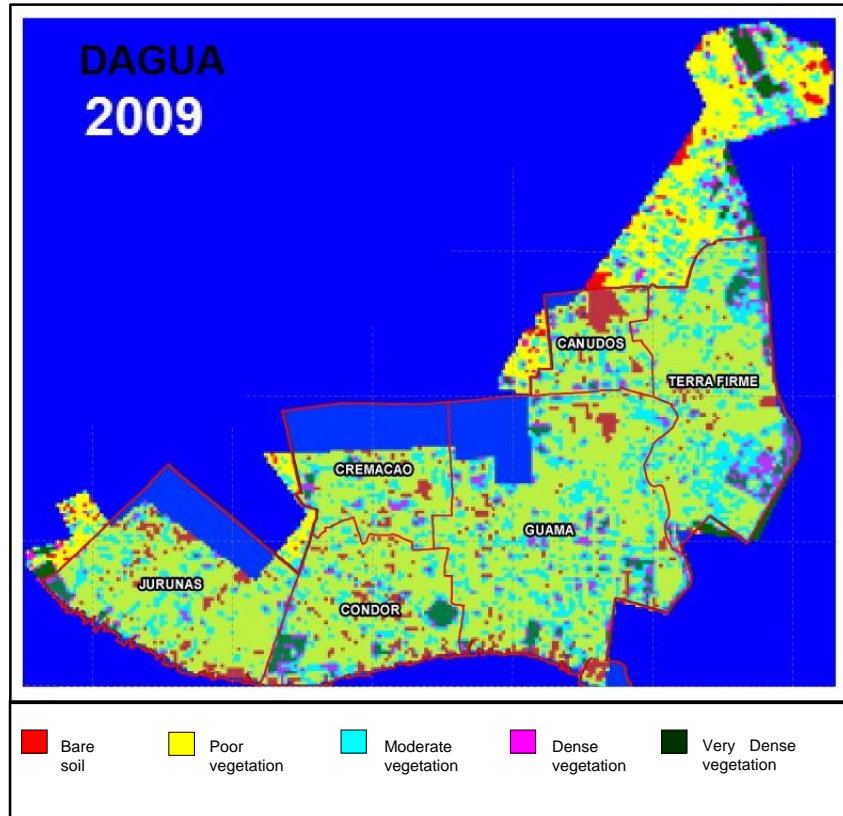 DAGUA
2009
CANUDOS
TERRA FIRME
CREMACAO
GUAMA
JURUNAS
CONDOR
Bare
soil
Poor
vegetation
Moderate
vegetation
Dense
vegetation
Very Dense
vegetation